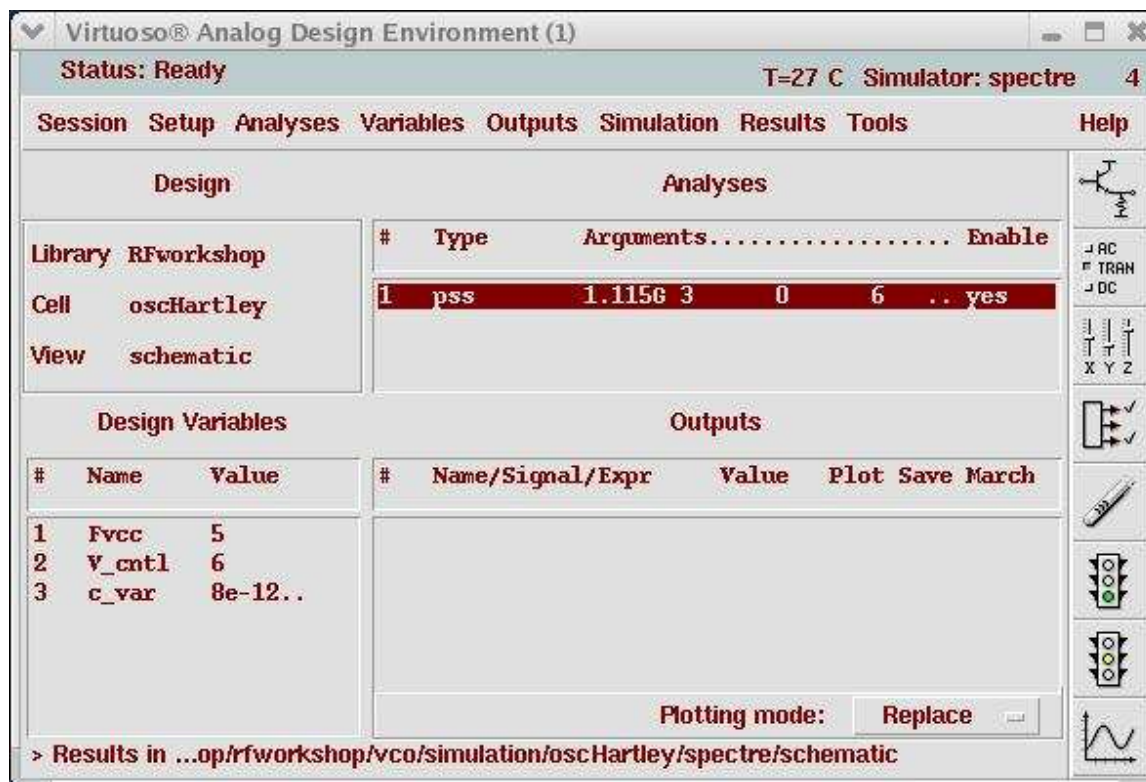 Virtuoso® Analog Design Environment (1)
Status: Ready T=27 C Simulator: spectre 4
Session Setup Analyses Variables Outputs Simulation Results Tools Help
Design
Library RFworkshop
Cell oscHartley
View schematic
Analyses
# Type Arguments................... Enable
1 pss 1.115G 3 0 6 .. yes
Design Variables
# Name Value
1 Fvcc 5
2 V_cntl 6
3 c_var 8e-12..
Outputs
# Name/Signal/Expr Value Plot Save March
Plotting mode: Replace
> Results in ...op/rfworkshop/vco/simulation/oscHartley/spectre/schematic
AC
TRAN
DC
X Y Z